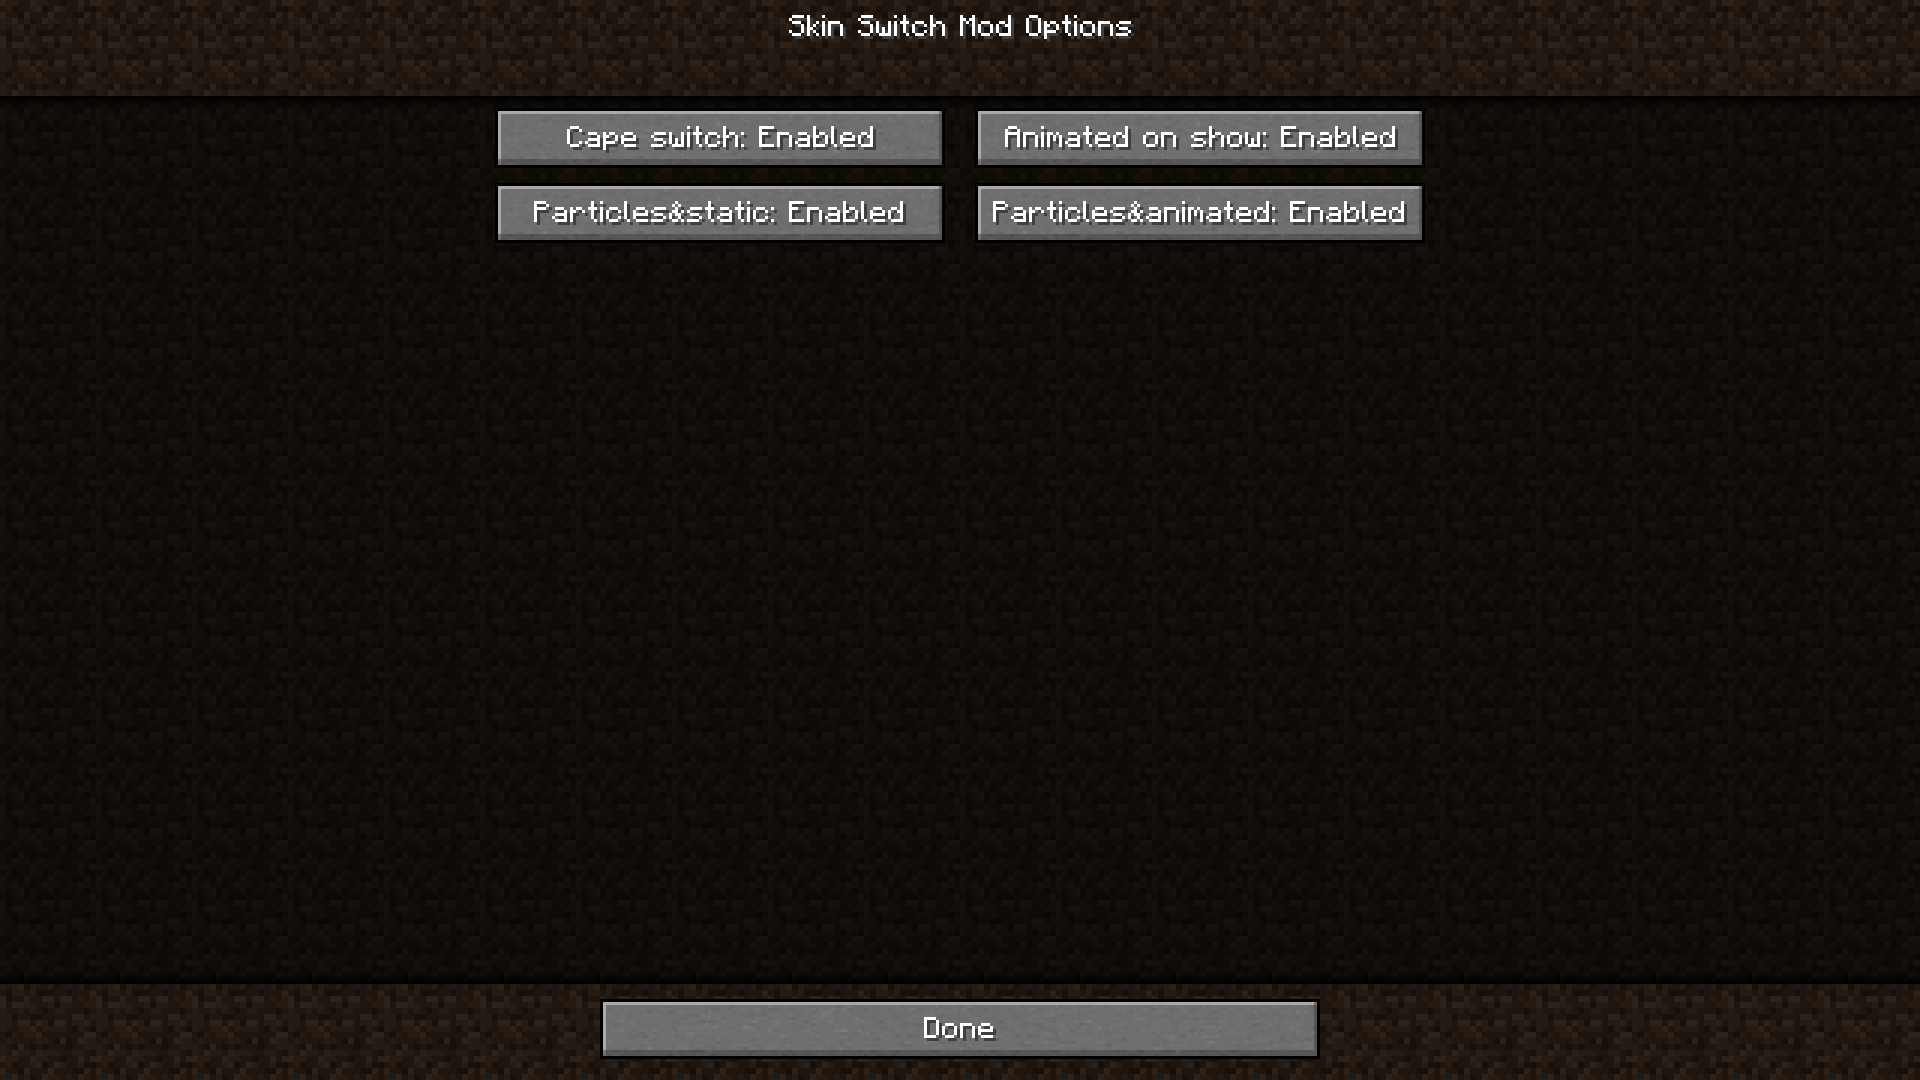 Skin Switch Mod Options
Cape switch: Enabled
Animated on show: Enabled
Particles&static: Enabled
Particles&animated: Enabled
Done